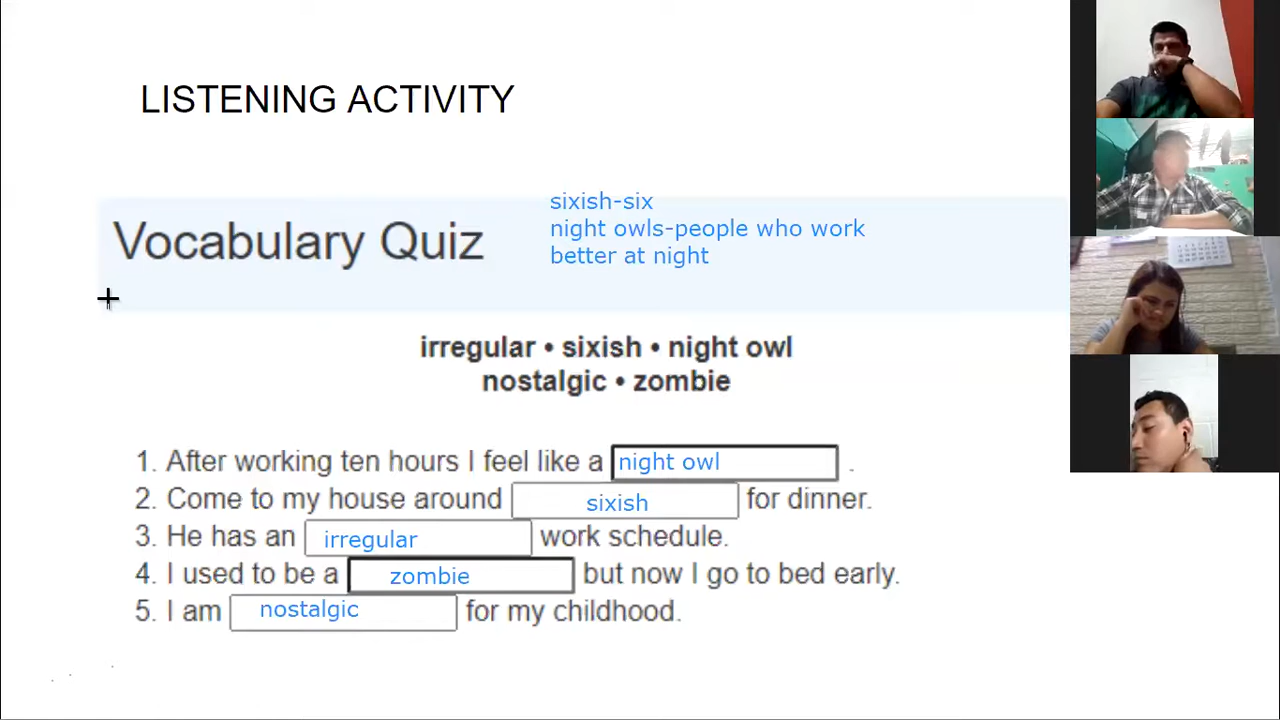 LISTENING ACTIVITY
Vocabulary Quiz
sixish-six
night owls-people who work
better at night
irregular • sixish • night owl
nostalgic • zombie
1. After working ten hours I feel like a night owl .
2. Come to my house around sixish for dinner.
3. He has an irregular work schedule.
4. I used to be a zombie but now I go to bed early.
5. I am nostalgic for my childhood.